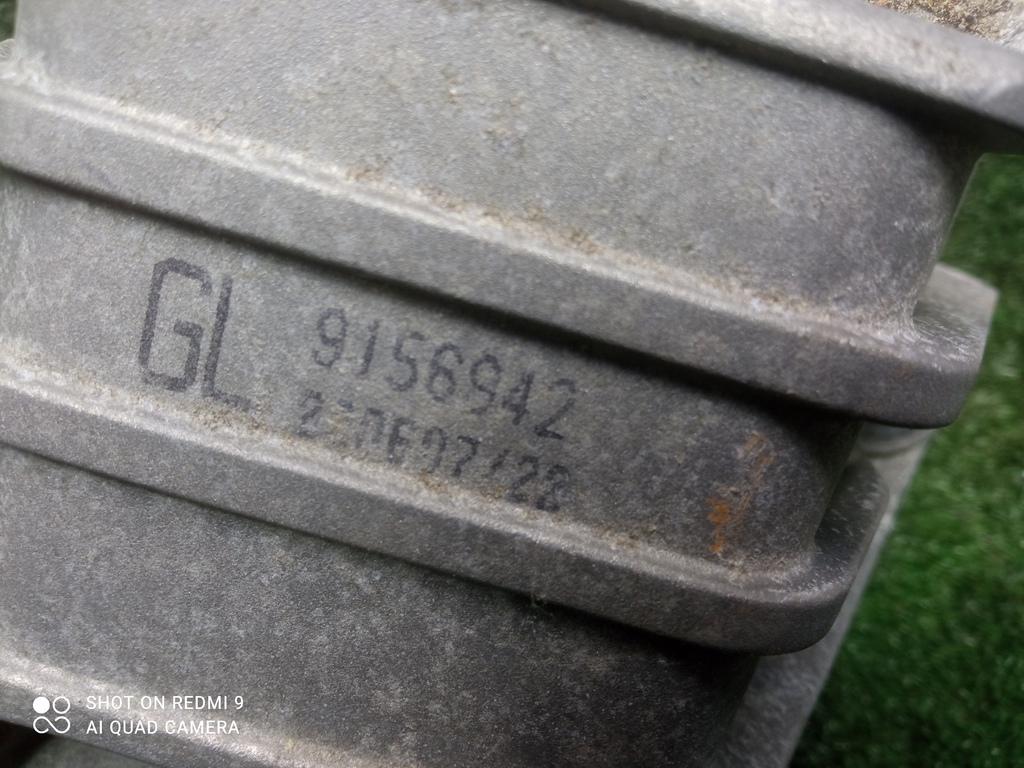 GL 9156942
SHOT ON REDMI 9
AI QUAD CAMERA